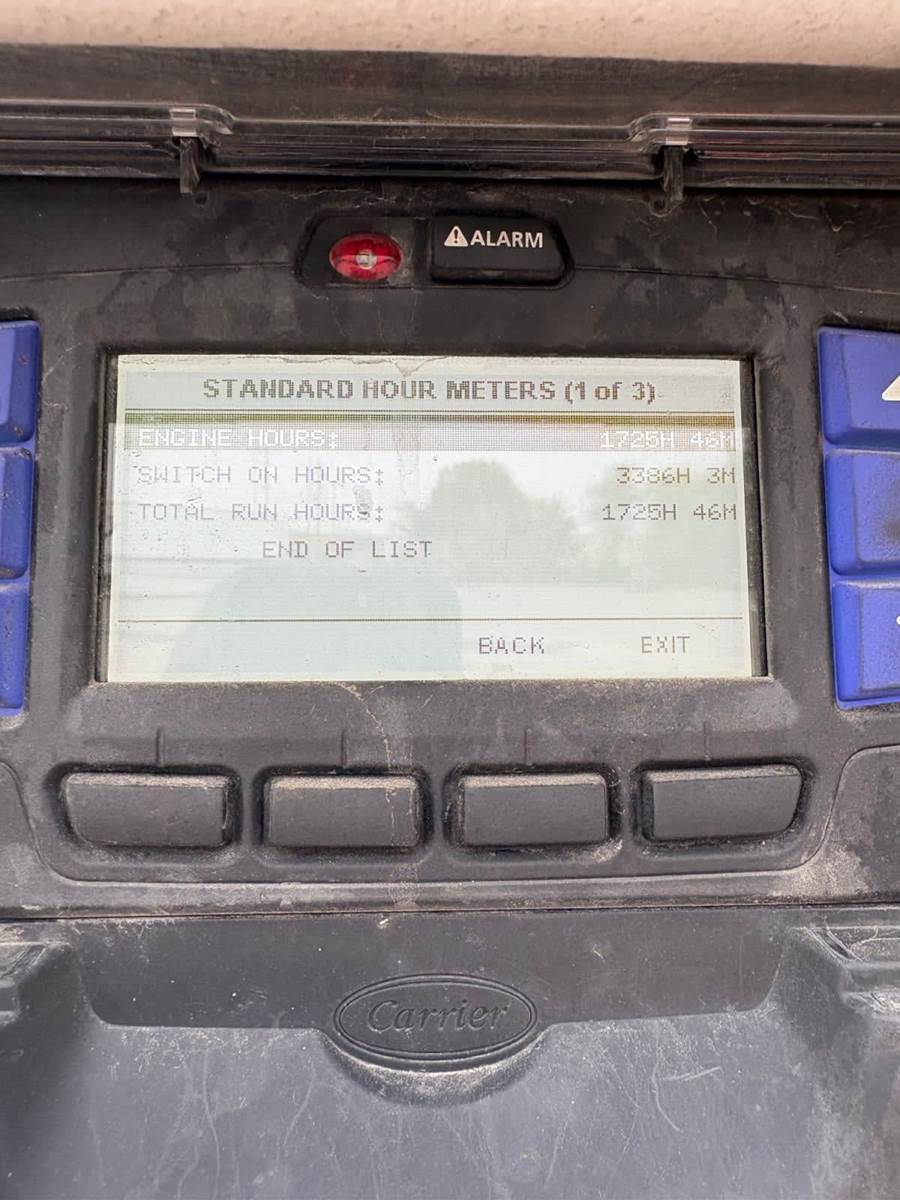 ALARM
STANDARD HOUR METERS (1 of 3)
ENGINE HOURS: 1725H 46M
SWITCH ON HOURS: 3386H 3M
TOTAL RUN HOURS: 1725H 46M
END OF LIST
BACK EXIT
Carrier